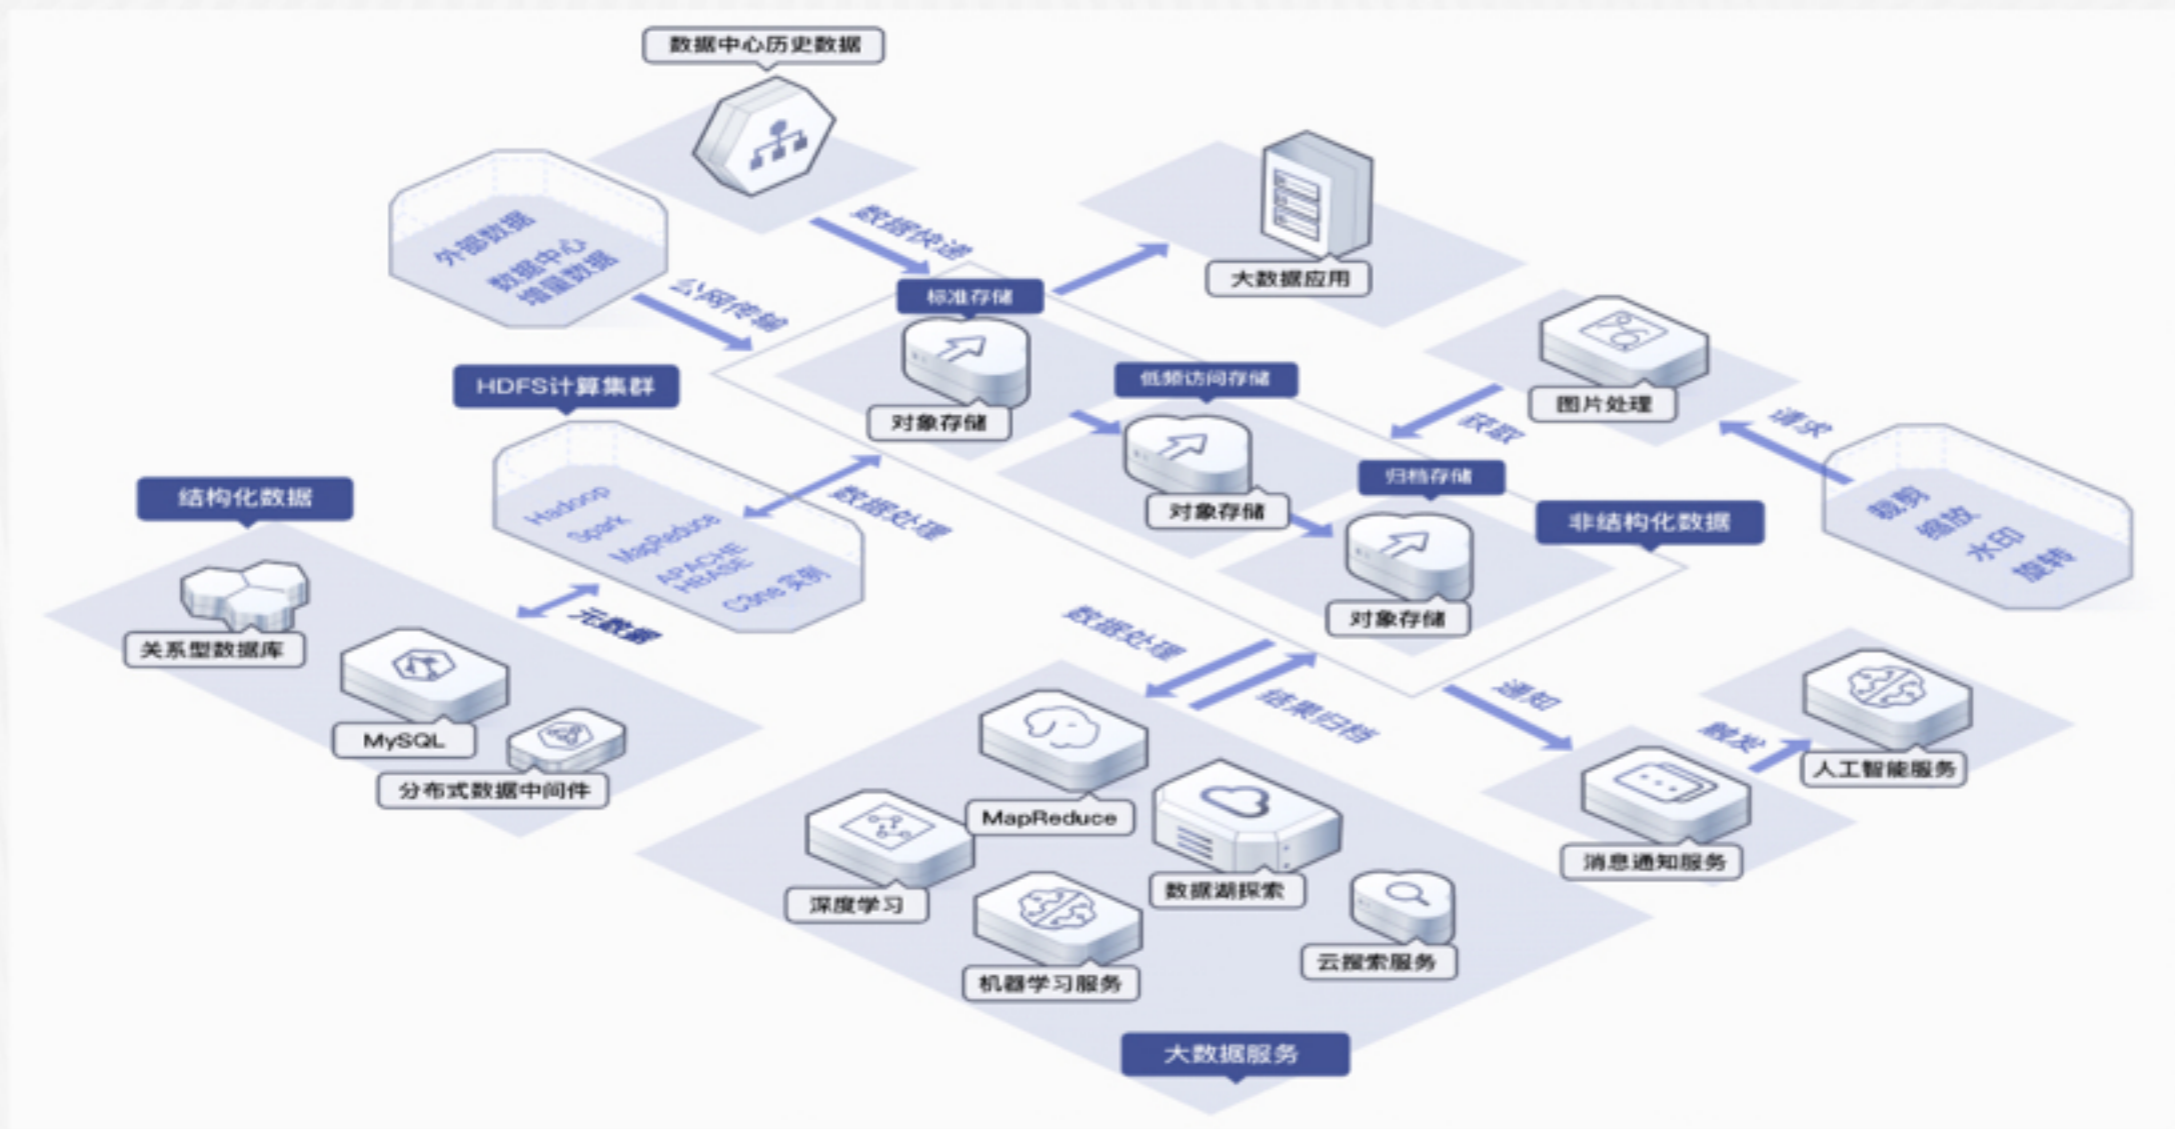 数据中心历史数据
外部数据
数据中心
增量数据
数据快递
公网传输
标准存储
对象存储
大数据应用
低频访问存储
对象存储
图片处理
获取
请求
归档存储
对象存储
非结构化数据
裁剪
缩放
水印
旋转
HDFS计算集群
Hadoop
Spark
MapReduce
APACHE
HBASE
C3ne 实例
数据处理
结构化数据
元数据
关系型数据库
MySQL
分布式数据中间件
数据处理
结果归档
通知
触发
人工智能服务
消息通知服务
MapReduce
深度学习
数据湖探索
机器学习服务
云搜索服务
大数据服务